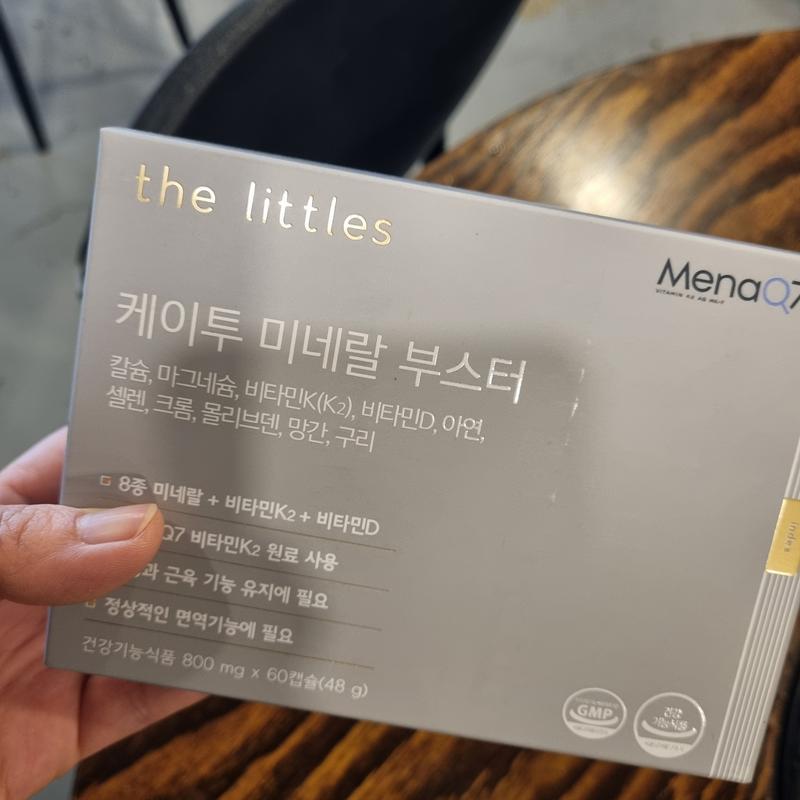 the littles
MenaQ7
VITAMIN K2 AS MK-7
케이투 미네랄 부스터
칼슘, 마그네슘, 비타민K(K2), 비타민D, 아연,
셀렌, 크롬, 몰리브덴, 망간, 구리
8종 미네랄 + 비타민K2 + 비타민D
Q7 비타민K2 원료 사용
과 근육 기능 유지에 필요
정상적인 면역기능에 필요
건강기능식품 800 mg x 60캡슐(48 g)
GMP
건강
기능식품